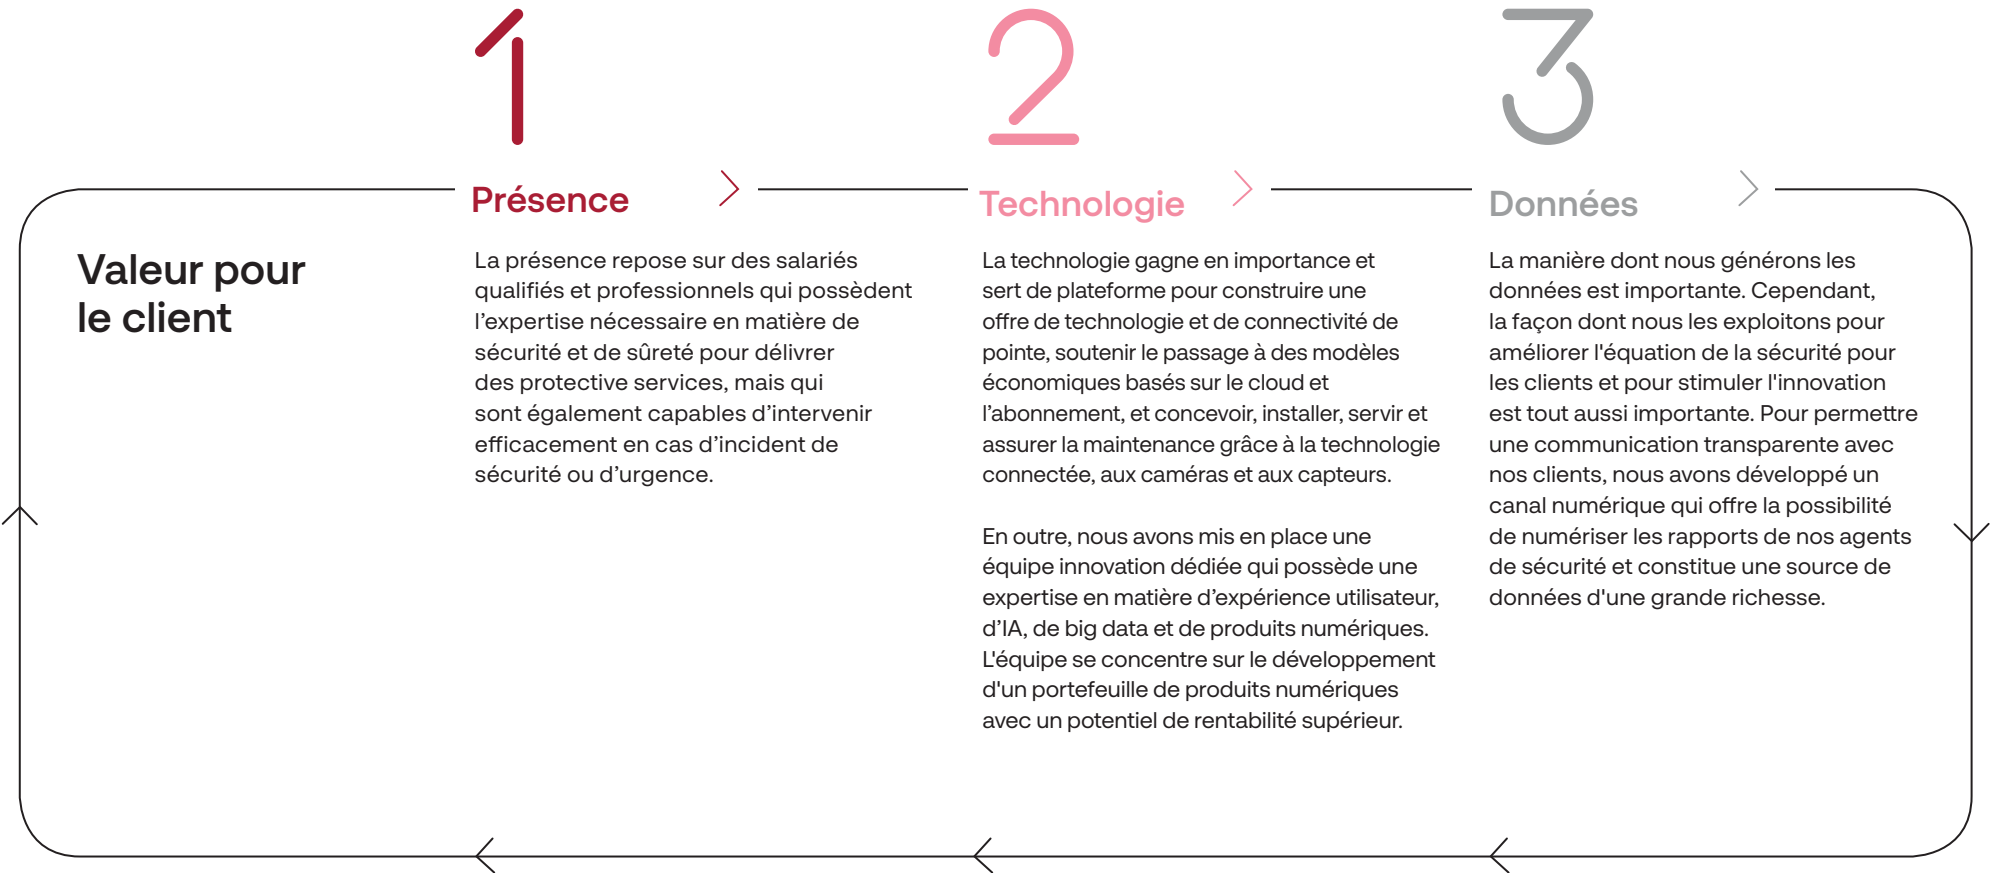 Valeur pour
le client
1
Présence
La présence repose sur des salariés
qualifiés et professionnels qui possèdent
l’expertise nécessaire en matière de
sécurité et de sûreté pour délivrer
des protective services, mais qui
sont également capables d’intervenir
efficacement en cas d’incident de
sécurité ou d’urgence.
2
Technologie
La technologie gagne en importance et
sert de plateforme pour construire une
offre de technologie et de connectivité de
pointe, soutenir le passage à des modèles
économiques basés sur le cloud et
l’abonnement, et concevoir, installer, servir et
assurer la maintenance grâce à la technologie
connectée, aux caméras et aux capteurs.
En outre, nous avons mis en place une
équipe innovation dédiée qui possède une
expertise en matière d’expérience utilisateur,
d’IA, de big data et de produits numériques.
L'équipe se concentre sur le développement
d'un portefeuille de produits numériques
avec un potentiel de rentabilité supérieur.
3
Données
La manière dont nous générons les
données est importante. Cependant,
la façon dont nous les exploitons pour
améliorer l'équation de la sécurité pour
les clients et pour stimuler l'innovation
est tout aussi importante. Pour permettre
une communication transparente avec
nos clients, nous avons développé un
canal numérique qui offre la possibilité
de numériser les rapports de nos agents
de sécurité et constitue une source de
données d'une grande richesse.